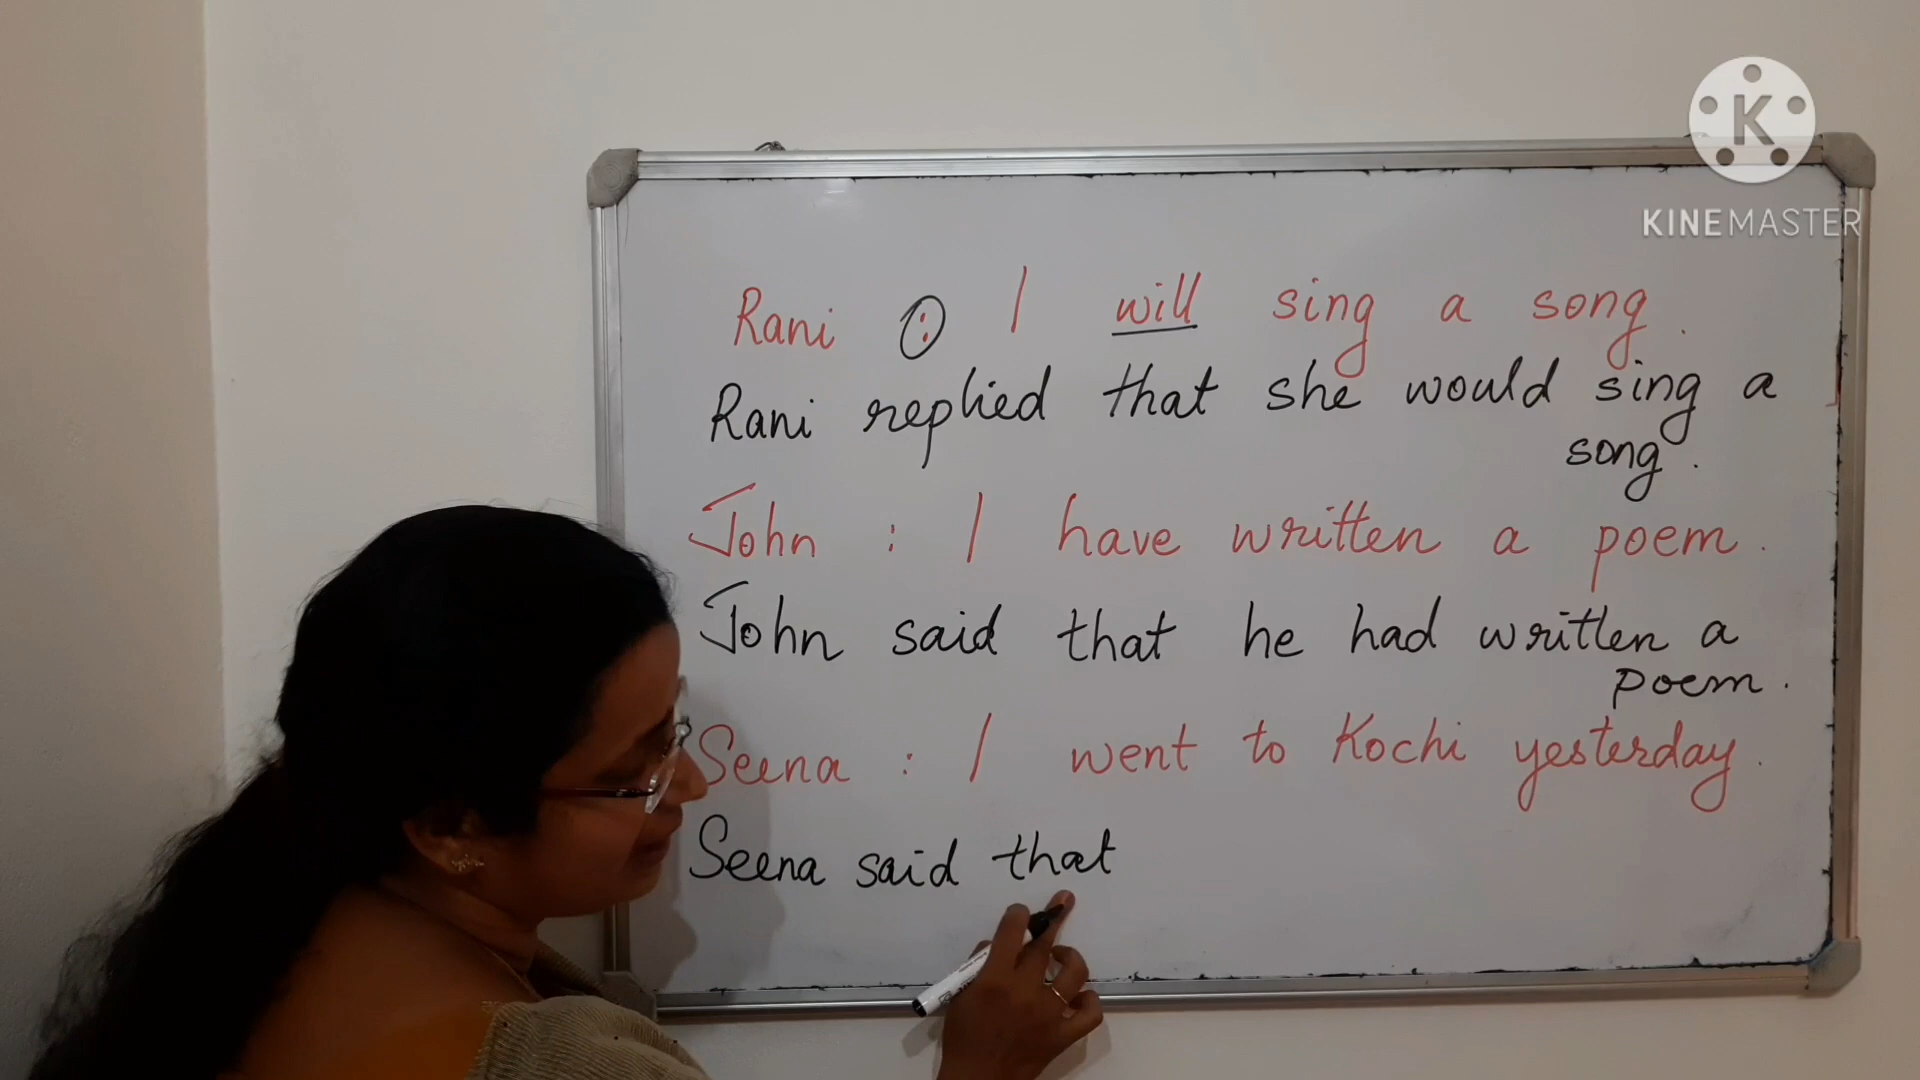 K
KINEMASTER
Rani : I will sing a song.
Rani replied that she would sing a
song.
John : I have written a poem.
John said that he had written a
poem.
Seena : I went to Kochi yesterday.
Seena said that